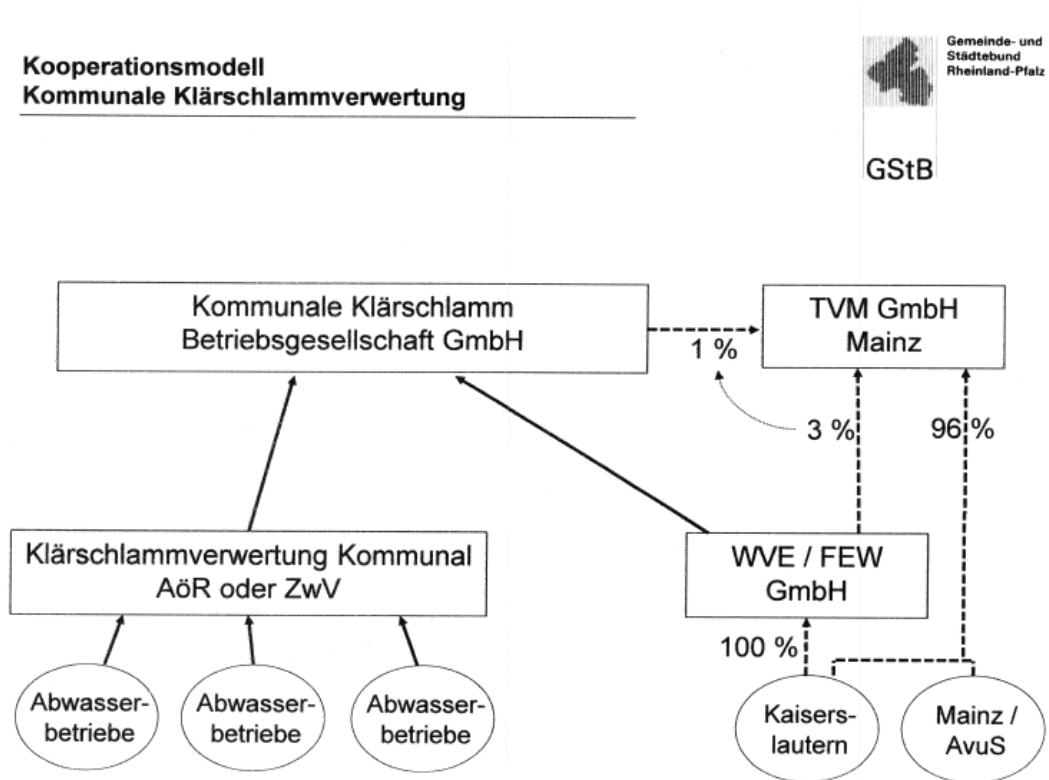 Kooperationsmodell
Kommunale Klärschlammverwertung
Gemeinde- und
Städtebund
Rheinland-Pfalz
GStB
Kommunale Klärschlamm
Betriebsgesellschaft GmbH
TVM GmbH
Mainz
1 %
3 %
96 %
Klärschlammverwertung Kommunal
AöR oder ZwV
WVE / FEW
GmbH
100 %
Abwasser-
betriebe
Abwasser-
betriebe
Abwasser-
betriebe
Kaisers-
lautern
Mainz /
AvuS